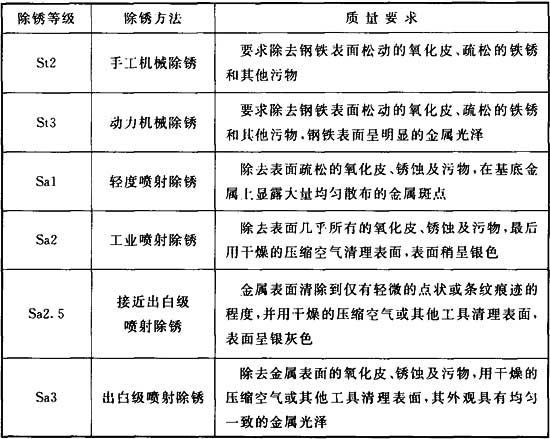 除锈等级 除锈方法 质量要求
St2 手工机械除锈 要求除去钢铁表面松动的氧化皮、疏松的铁锈
和其他污物
St3 动力机械除锈 要求除去钢铁表面松动的氧化皮、疏松的铁锈
和其他污物,钢铁表面呈明显的金属光泽
Sa1 轻度喷射除锈 除去表面疏松的氧化皮、锈蚀及污物,在基底金
属上显露大量均匀散布的金属斑点
Sa2 工业喷射除锈 除去表面几乎所有的氧化皮、锈蚀及污物,最后
用干燥的压缩空气清理表面,表面稍呈银色
Sa2.5 接近出白级
喷射除锈
金属表面清除到仅有轻微的点状或条纹痕迹的
程度,并用干燥的压缩空气或其他工具清理表面,
表面呈银灰色
Sa3 出白级喷射除锈 除去金属表面的氧化皮、锈蚀及污物,用干燥的
压缩空气或其他工具清理表面,其外观具有均匀
一致的金属光泽